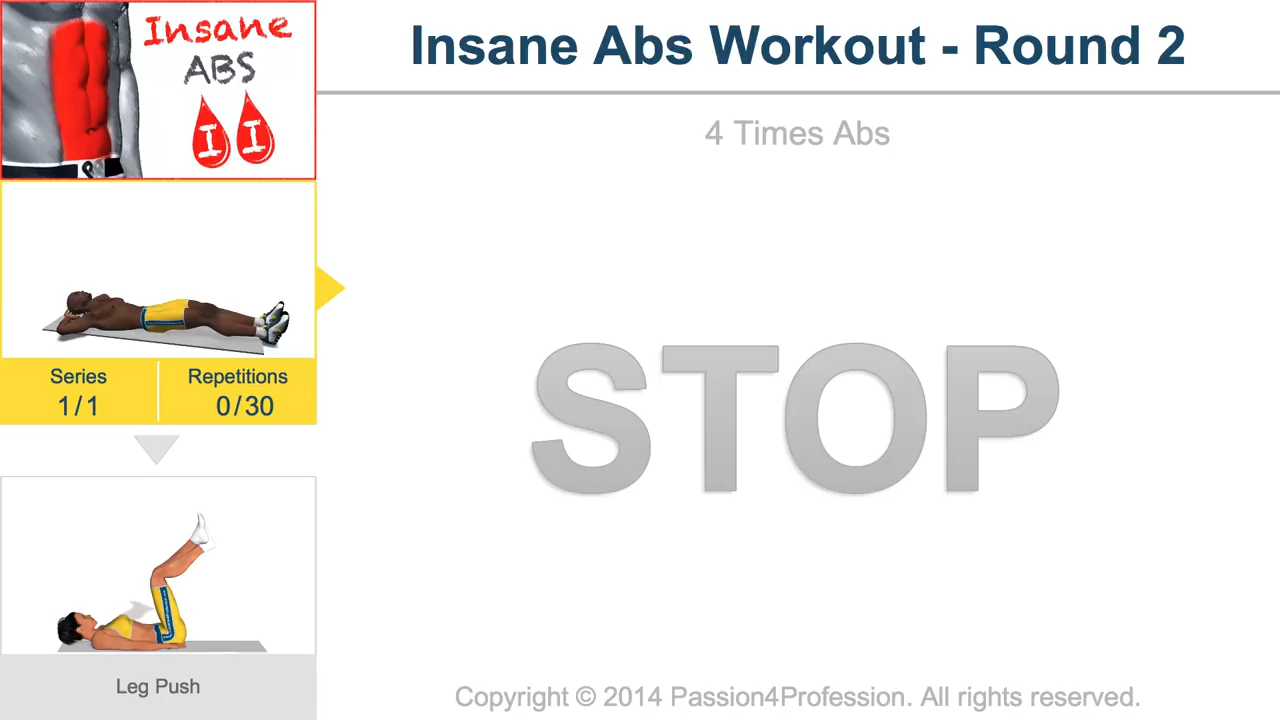 Insane
ABS
I I
Insane Abs Workout - Round 2
4 Times Abs
STOP
Series
1/1
Repetitions
0/30
Leg Push
Copyright © 2014 Passion4Profession. All rights reserved.